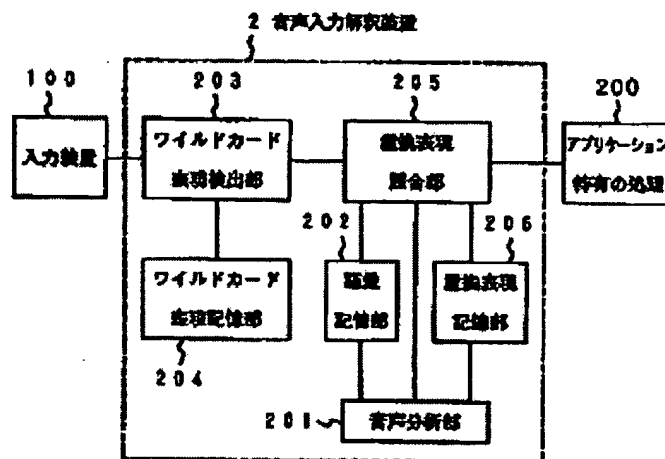 2 音声入力解釈装置
100
203
205
200
入力装置
ワイルドカード
表現検出部
置換表現
照合部
アプリケーション
特有の処理
202
206
ワイルドカード
表現記憶部
語彙
記憶部
置換表現
記憶部
204
201
音声分析部